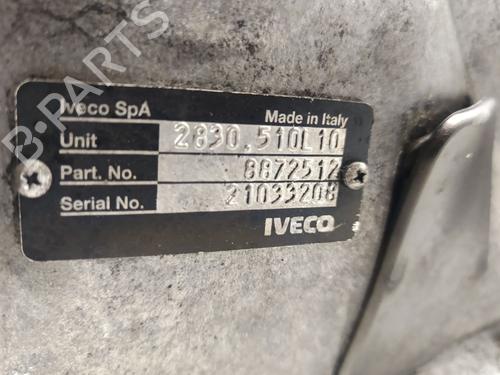 Iveco SpA
Made in Italy
Unit 2830.510L10
Part. No. 8872512
Serial No. 21033208
IVECO
B-PARTS